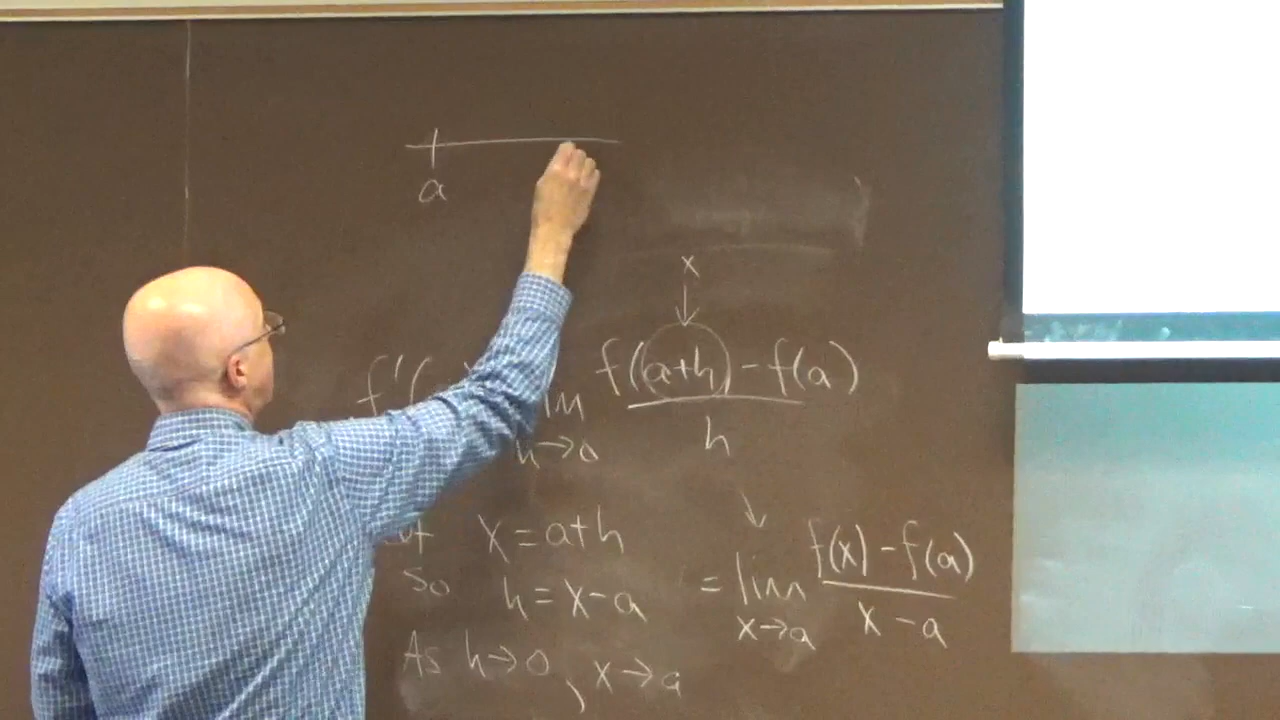 a
x
f'( lim f(a+h) - f(a)
h→0 h
x = a+h
So h = x - a
= lim f(x) - f(a)
x→a x - a
As h→0, x→a